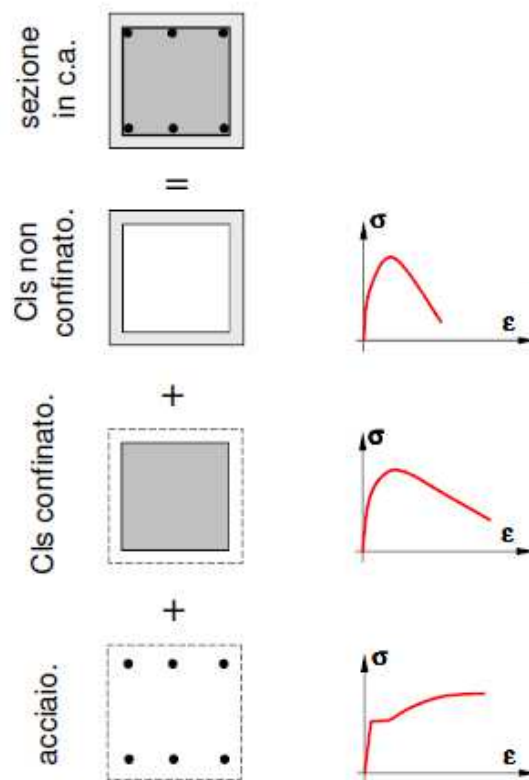 sezione
in c.a.
=
Cls non
confinato.
σ
ε
+
Cls confinato.
σ
ε
+
acciaio.
σ
ε